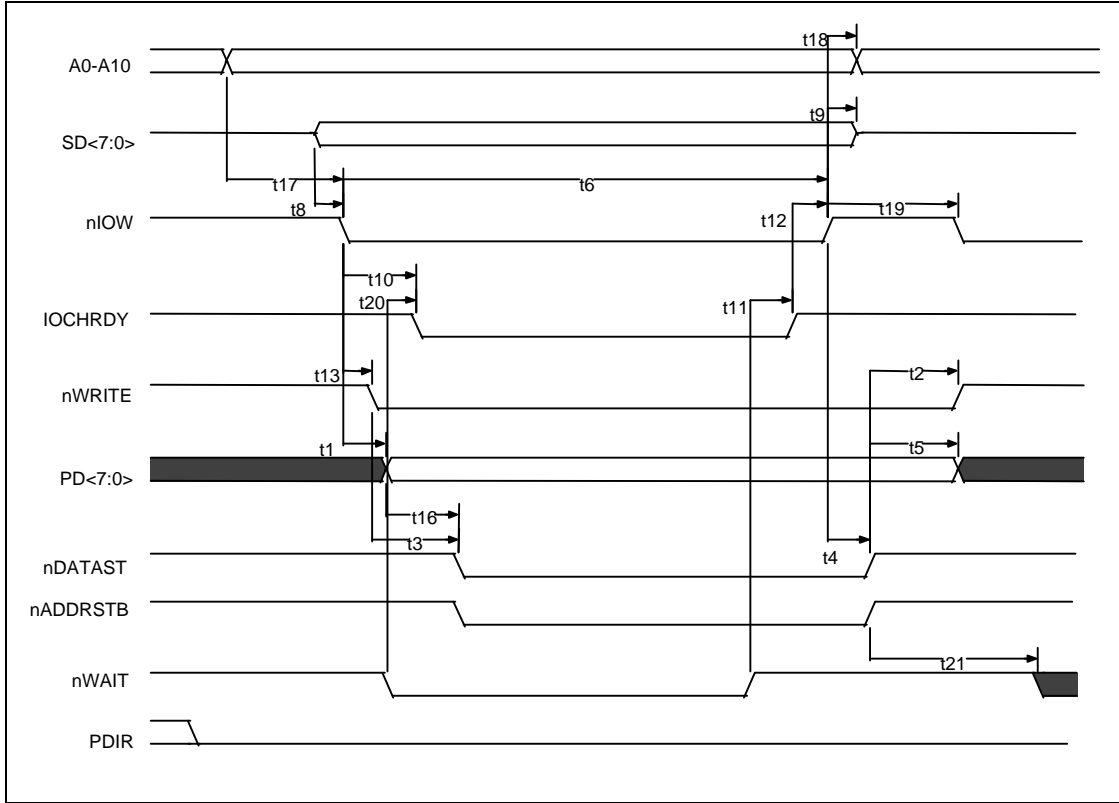 t18
A0-A10
t9
SD<7:0>
t17
t6
t8
t12
t19
nIOW
t10
t20
t11
IOCHRDY
t13
t2
nWRITE
t1
t5
PD<7:0>
t16
t3
t4
nDATAST
nADDRSTB
t21
nWAIT
PDIR